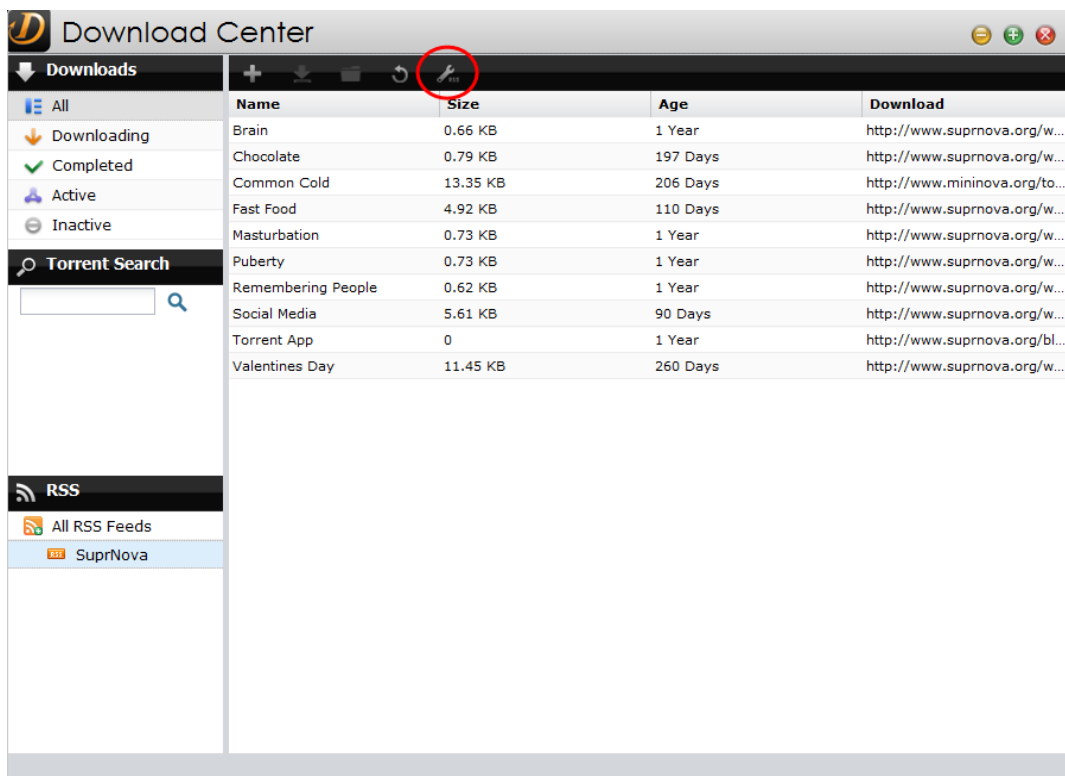 Download Center
Downloads
All
Downloading
Completed
Active
Inactive
Torrent Search
RSS
All RSS Feeds
RSS SuprNova
RSS
Name Size Age Download
Brain 0.66 KB 1 Year http://www.suprnova.org/w...
Chocolate 0.79 KB 197 Days http://www.suprnova.org/w...
Common Cold 13.35 KB 206 Days http://www.mininova.org/to...
Fast Food 4.92 KB 110 Days http://www.suprnova.org/w...
Masturbation 0.73 KB 1 Year http://www.suprnova.org/w...
Puberty 0.73 KB 1 Year http://www.suprnova.org/w...
Remembering People 0.62 KB 1 Year http://www.suprnova.org/w...
Social Media 5.61 KB 90 Days http://www.suprnova.org/w...
Torrent App 0 1 Year http://www.suprnova.org/bl...
Valentines Day 11.45 KB 260 Days http://www.suprnova.org/w...